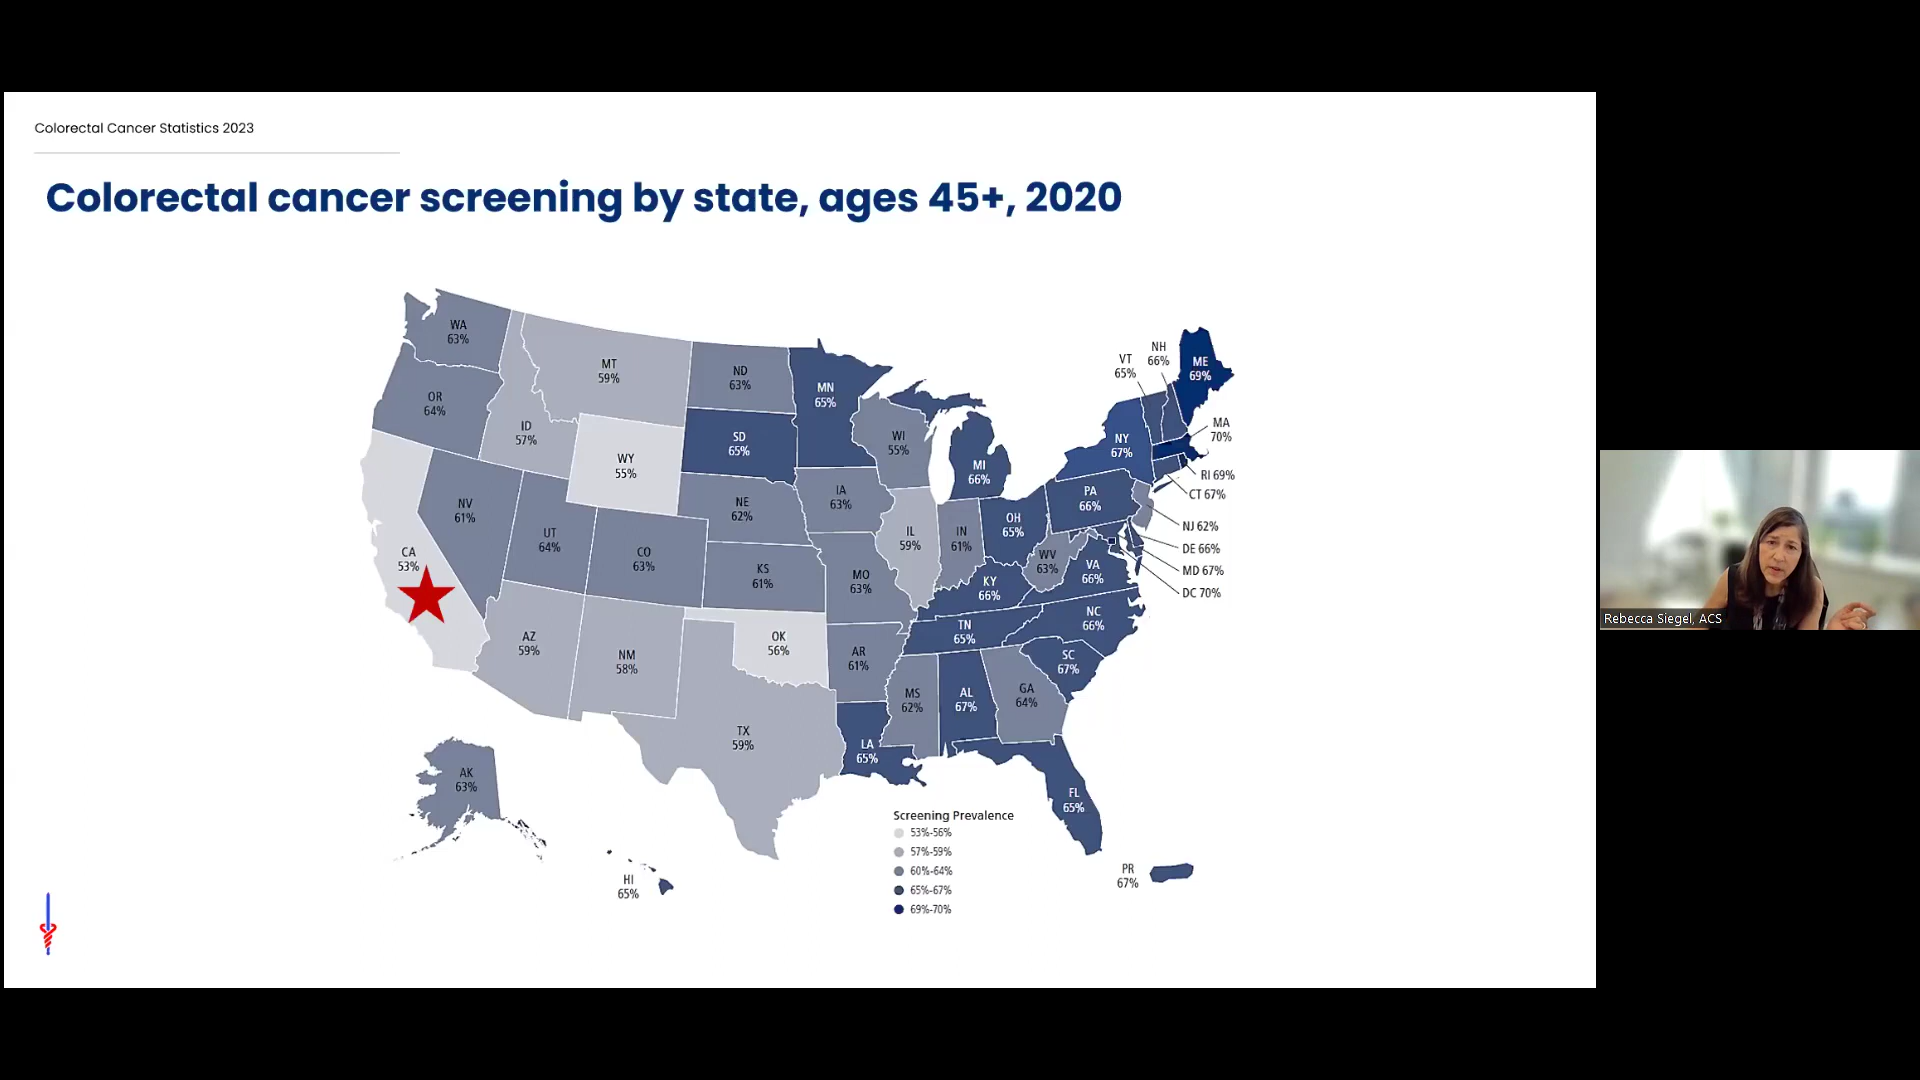 Colorectal Cancer Statistics 2023
Colorectal cancer screening by state, ages 45+, 2020
WA
63%
OR
64%
CA
53%
NV
61%
ID
57%
MT
59%
WY
55%
UT
64%
AZ
59%
CO
63%
NM
58%
ND
63%
SD
65%
NE
62%
KS
61%
OK
56%
TX
59%
MN
65%
IA
63%
MO
63%
AR
61%
LA
65%
WI
55%
IL
59%
MS
62%
MI
66%
IN
61%
OH
65%
KY
66%
TN
65%
AL
67%
GA
64%
FL
65%
SC
67%
NC
66%
VA
66%
WV
63%
PA
66%
NY
67%
VT
65%
NH
66%
ME
69%
MA
70%
RI 69%
CT 67%
NJ 62%
DE 66%
MD 67%
DC 70%
AK
63%
HI
65%
PR
67%
Screening Prevalence
53%-56%
57%-59%
60%-64%
65%-67%
69%-70%
Rebecca Siegel, ACS